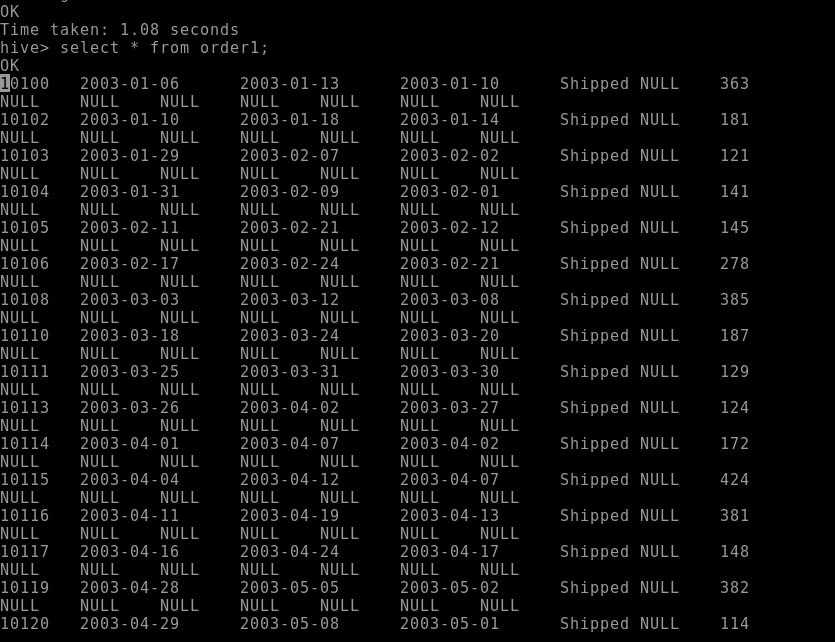 OK
Time taken: 1.08 seconds
hive> select * from order1;
OK
10100 2003-01-06 2003-01-13 2003-01-10 Shipped NULL 363
NULL NULL NULL NULL NULL NULL NULL
10102 2003-01-10 2003-01-18 2003-01-14 Shipped NULL 181
NULL NULL NULL NULL NULL NULL NULL
10103 2003-01-29 2003-02-07 2003-02-02 Shipped NULL 121
NULL NULL NULL NULL NULL NULL NULL
10104 2003-01-31 2003-02-09 2003-02-01 Shipped NULL 141
NULL NULL NULL NULL NULL NULL NULL
10105 2003-02-11 2003-02-21 2003-02-12 Shipped NULL 145
NULL NULL NULL NULL NULL NULL NULL
10106 2003-02-17 2003-02-24 2003-02-21 Shipped NULL 278
NULL NULL NULL NULL NULL NULL NULL
10108 2003-03-03 2003-03-12 2003-03-08 Shipped NULL 385
NULL NULL NULL NULL NULL NULL NULL
10110 2003-03-18 2003-03-24 2003-03-20 Shipped NULL 187
NULL NULL NULL NULL NULL NULL NULL
10111 2003-03-25 2003-03-31 2003-03-30 Shipped NULL 129
NULL NULL NULL NULL NULL NULL NULL
10113 2003-03-26 2003-04-02 2003-03-27 Shipped NULL 124
NULL NULL NULL NULL NULL NULL NULL
10114 2003-04-01 2003-04-07 2003-04-02 Shipped NULL 172
NULL NULL NULL NULL NULL NULL NULL
10115 2003-04-04 2003-04-12 2003-04-07 Shipped NULL 424
NULL NULL NULL NULL NULL NULL NULL
10116 2003-04-11 2003-04-19 2003-04-13 Shipped NULL 381
NULL NULL NULL NULL NULL NULL NULL
10117 2003-04-16 2003-04-24 2003-04-17 Shipped NULL 148
NULL NULL NULL NULL NULL NULL NULL
10119 2003-04-28 2003-05-05 2003-05-02 Shipped NULL 382
NULL NULL NULL NULL NULL NULL NULL
10120 2003-04-29 2003-05-08 2003-05-01 Shipped NULL 114